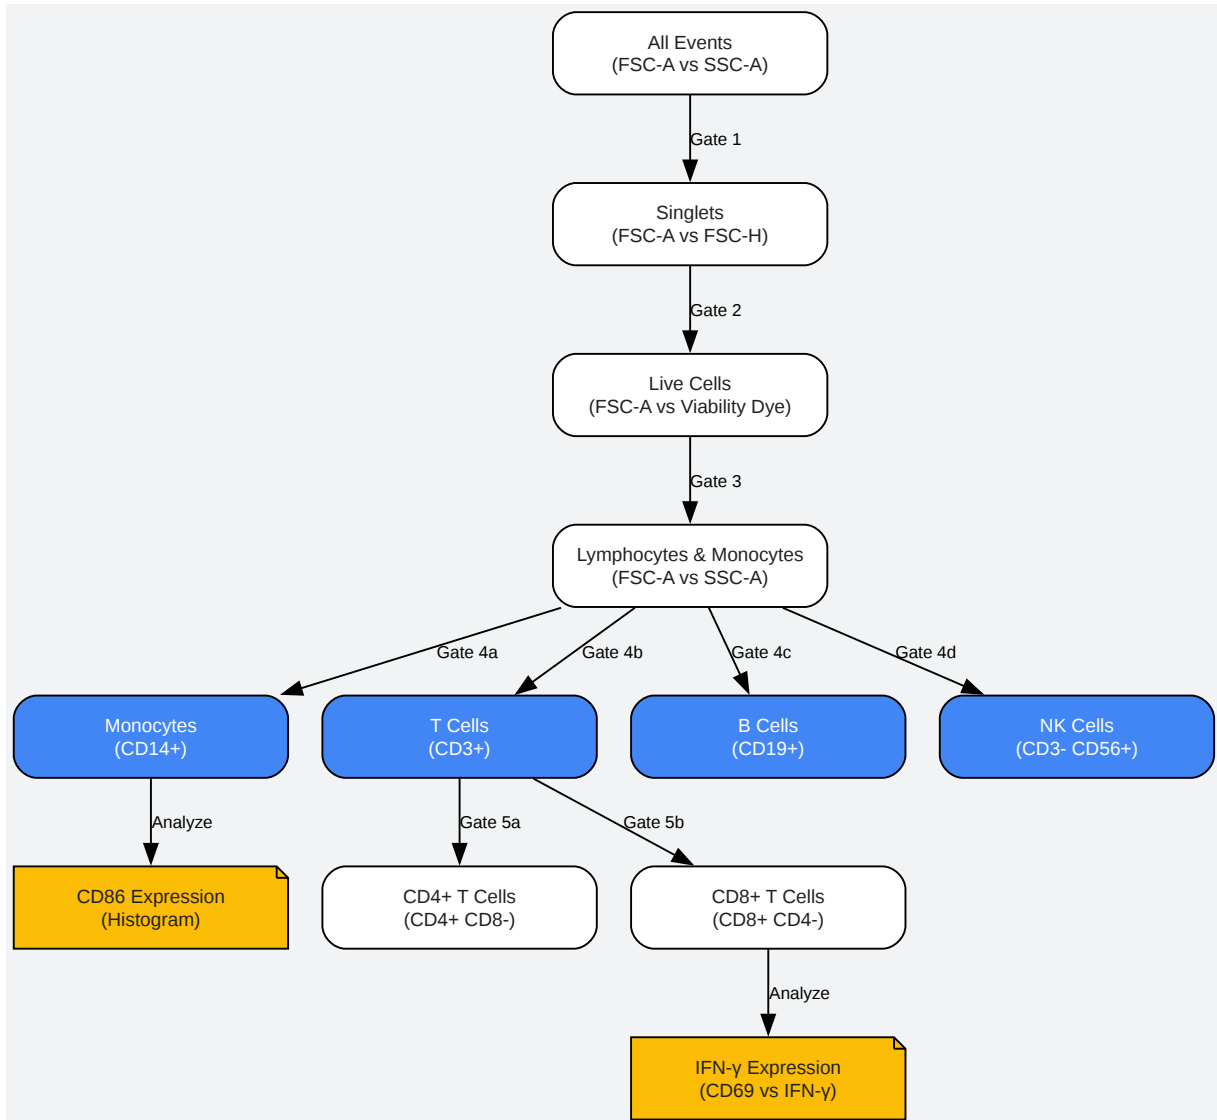 All Events
(FSC-A vs SSC-A)
Gate 1
Singlets
(FSC-A vs FSC-H)
Gate 2
Live Cells
(FSC-A vs Viability Dye)
Gate 3
Lymphocytes & Monocytes
(FSC-A vs SSC-A)
Gate 4a
Gate 4b
Gate 4c
Gate 4d
Monocytes
(CD14+)
T Cells
(CD3+)
B Cells
(CD19+)
NK Cells
(CD3- CD56+)
Analyze
Gate 5a
Gate 5b
CD86 Expression
(Histogram)
CD4+ T Cells
(CD4+ CD8-)
CD8+ T Cells
(CD8+ CD4-)
Analyze
IFN-γ Expression
(CD69 vs IFN-γ)